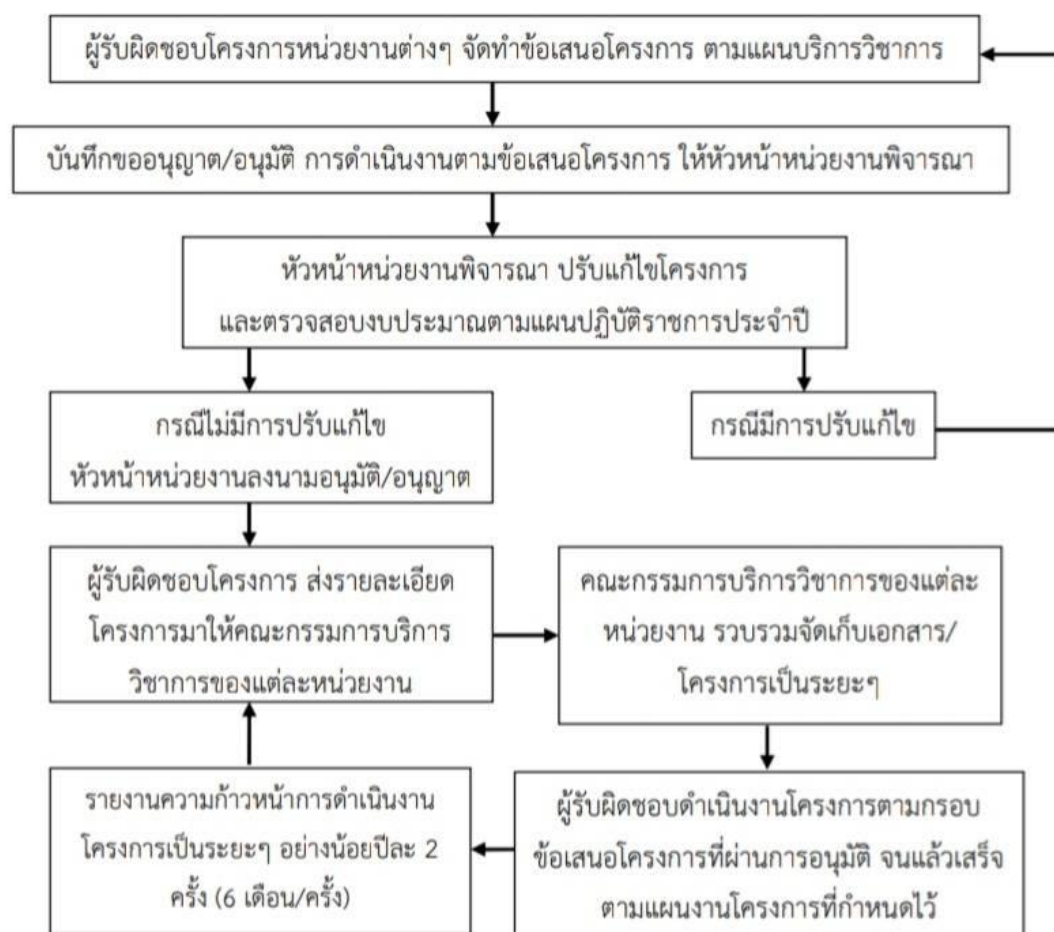 ผู้รับผิดชอบโครงการหน่วยงานต่างๆ จัดทำข้อเสนอโครงการ ตามแผนบริการวิชาการ
บันทึกขออนุญาต/อนุมัติ การดำเนินงานตามข้อเสนอโครงการ ให้หัวหน้าหน่วยงานพิจารณา
หัวหน้าหน่วยงานพิจารณา ปรับแก้ไขโครงการ
และตรวจสอบงบประมาณตามแผนปฏิบัติราชการประจำปี
กรณีไม่มีการปรับแก้ไข
หัวหน้าหน่วยงานลงนามอนุมัติ/อนุญาต
กรณีมีการปรับแก้ไข
ผู้รับผิดชอบโครงการ ส่งรายละเอียด
โครงการมาให้คณะกรรมการบริการ
วิชาการของแต่ละหน่วยงาน
คณะกรรมการบริการวิชาการของแต่ละ
หน่วยงาน รวบรวมจัดเก็บเอกสาร/
โครงการเป็นระยะๆ
รายงานความก้าวหน้าการดำเนินงาน
โครงการเป็นระยะๆ อย่างน้อยปีละ 2
ครั้ง (6 เดือน/ครั้ง)
ผู้รับผิดชอบดำเนินงานโครงการตามกรอบ
ข้อเสนอโครงการที่ผ่านการอนุมัติ จนแล้วเสร็จ
ตามแผนงานโครงการที่กำหนดไว้